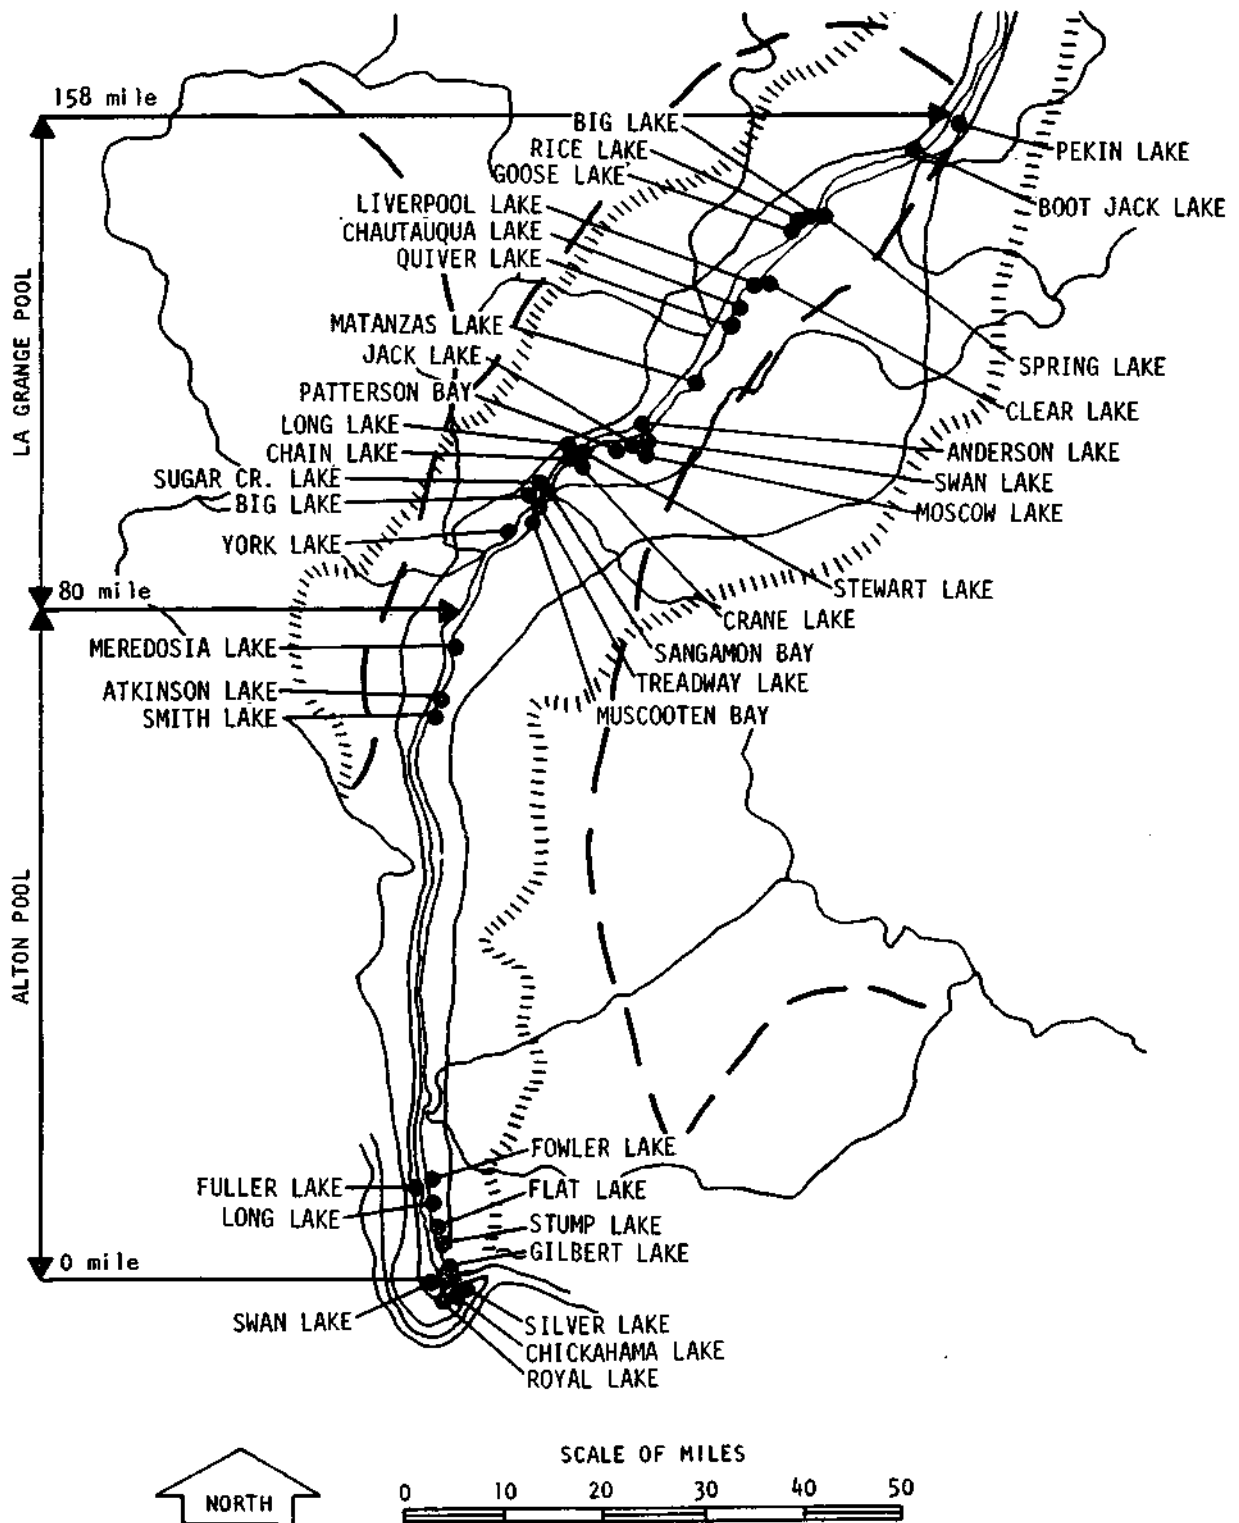 158 mile
BIG LAKE
RICE LAKE
GOOSE LAKE
PEKIN LAKE
BOOT JACK LAKE
LIVERPOOL LAKE
CHAUTAUQUA LAKE
QUIVER LAKE
LA GRANGE POOL
MATANZAS LAKE
JACK LAKE
PATTERSON BAY
SPRING LAKE
CLEAR LAKE
LONG LAKE
CHAIN LAKE
ANDERSON LAKE
SUGAR CR. LAKE
SWAN LAKE
BIG LAKE
MOSCOW LAKE
YORK LAKE
80 mile
STEWART LAKE
CRANE LAKE
MEREDOSIA LAKE
SANGAMON BAY
TREADWAY LAKE
ATKINSON LAKE
SMITH LAKE
MUSCOOTEN BAY
ALTON POOL
FOWLER LAKE
FULLER LAKE
FLAT LAKE
LONG LAKE
STUMP LAKE
GILBERT LAKE
0 mile
SWAN LAKE
SILVER LAKE
CHICKAHAMA LAKE
ROYAL LAKE
SCALE OF MILES
0 10 20 30 40 50
NORTH